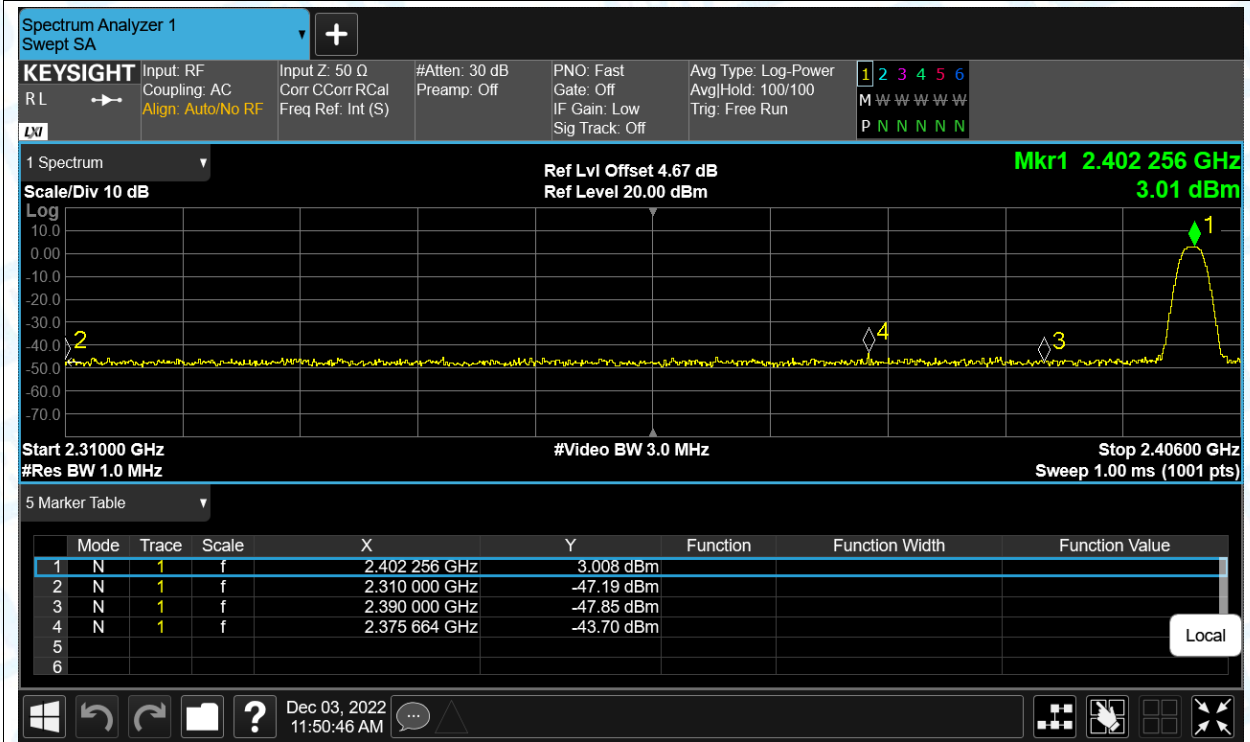 Spectrum Analyzer 1
Swept SA
+
KEYSIGHT
R L
LXI
Input: RF
Coupling: AC
Align: Auto/No RF
Input Z: 50 Ω
Corr CCorr RCal
Freq Ref: Int (S)
#Atten: 30 dB
Preamp: Off
PNO: Fast
Gate: Off
IF Gain: Low
Sig Track: Off
Avg Type: Log-Power
Avg|Hold: 100/100
Trig: Free Run
1 2 3 4 5 6
M W W W W W
P N N N N N
1 Spectrum
Scale/Div 10 dB
Ref Lvl Offset 4.67 dB
Ref Level 20.00 dBm
Mkr1 2.402 256 GHz
3.01 dBm
Log
10.0
0.00
-10.0
-20.0
-30.0
-40.0
-50.0
-60.0
-70.0
1
2
4
3
Start 2.31000 GHz
#Res BW 1.0 MHz
#Video BW 3.0 MHz
Stop 2.40600 GHz
Sweep 1.00 ms (1001 pts)
5 Marker Table
Mode Trace Scale X Y Function Function Width Function Value
1 N 1 f 2.402 256 GHz 3.008 dBm
2 N 1 f 2.310 000 GHz -47.19 dBm
3 N 1 f 2.390 000 GHz -47.85 dBm
4 N 1 f 2.375 664 GHz -43.70 dBm
5
6
Local
?
Dec 03, 2022
11:50:46 AM